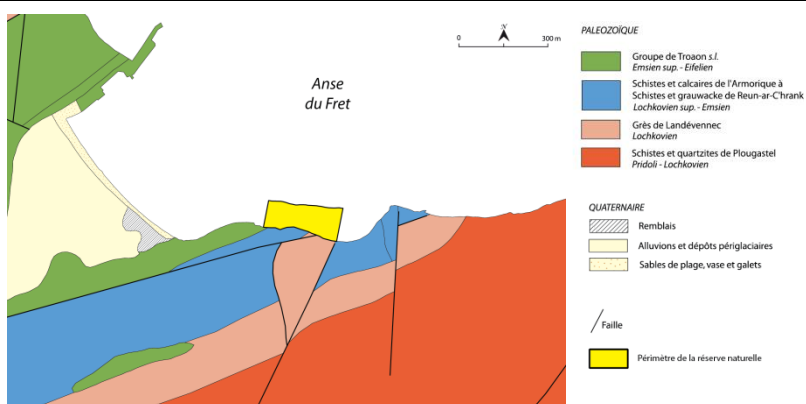 Anse
du Fret
N
0
300 m
PALEOZOÏQUE
Groupe de Troaon s.l.
Emsien sup. - Eifelien
Schistes et calcaires de l'Armorique à
Schistes et grauwacke de Reun-ar-C'hrank
Lochkovien sup. - Emsien
Grès de Landévennec
Lochkovien
Schistes et quartzites de Plougastel
Pridoli - Lochkovien
QUATERNAIRE
Remblais
Alluvions et dépôts périglaciaires
Sables de plage, vase et galets
Faille
Périmètre de la réserve naturelle